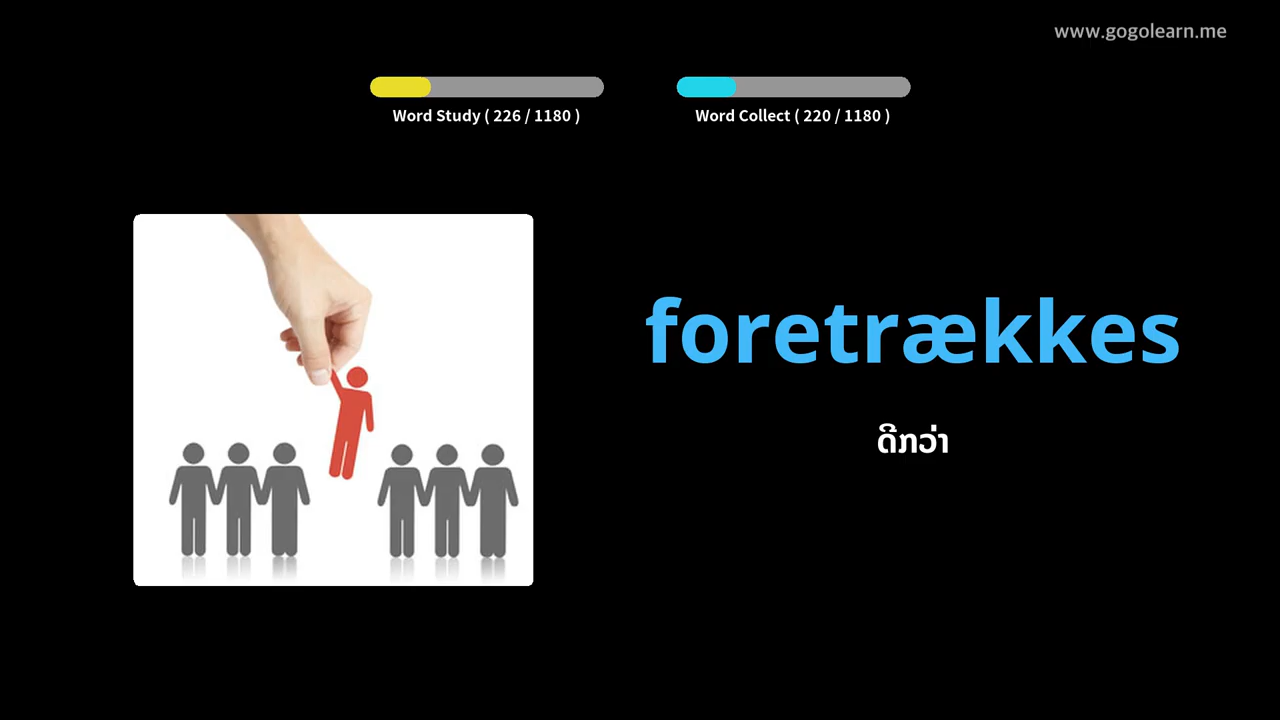 www.gogolearn.me
Word Study ( 226 / 1180 )
Word Collect ( 220 / 1180 )
foretrækkes
ດີກວ່າ